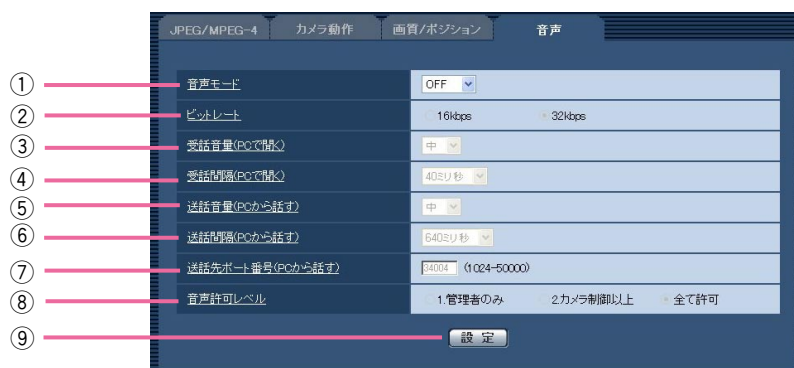 JPEG/MPEG-4 カメラ動作 画質/ポジション 音声
① 音声モード OFF
② ビットレート 16kbps 32kbps
③ 受話音量(PCで聞く) 中
④ 受話間隔(PCで聞く) 40ミリ秒
⑤ 送話音量(PCから話す) 中
⑥ 送話間隔(PCから話す) 640ミリ秒
⑦ 送話先ポート番号(PCから話す) 34004 (1024-50000)
⑧ 音声許可レベル 1.管理者のみ 2.カメラ制御以上 全て許可
⑨ 設定